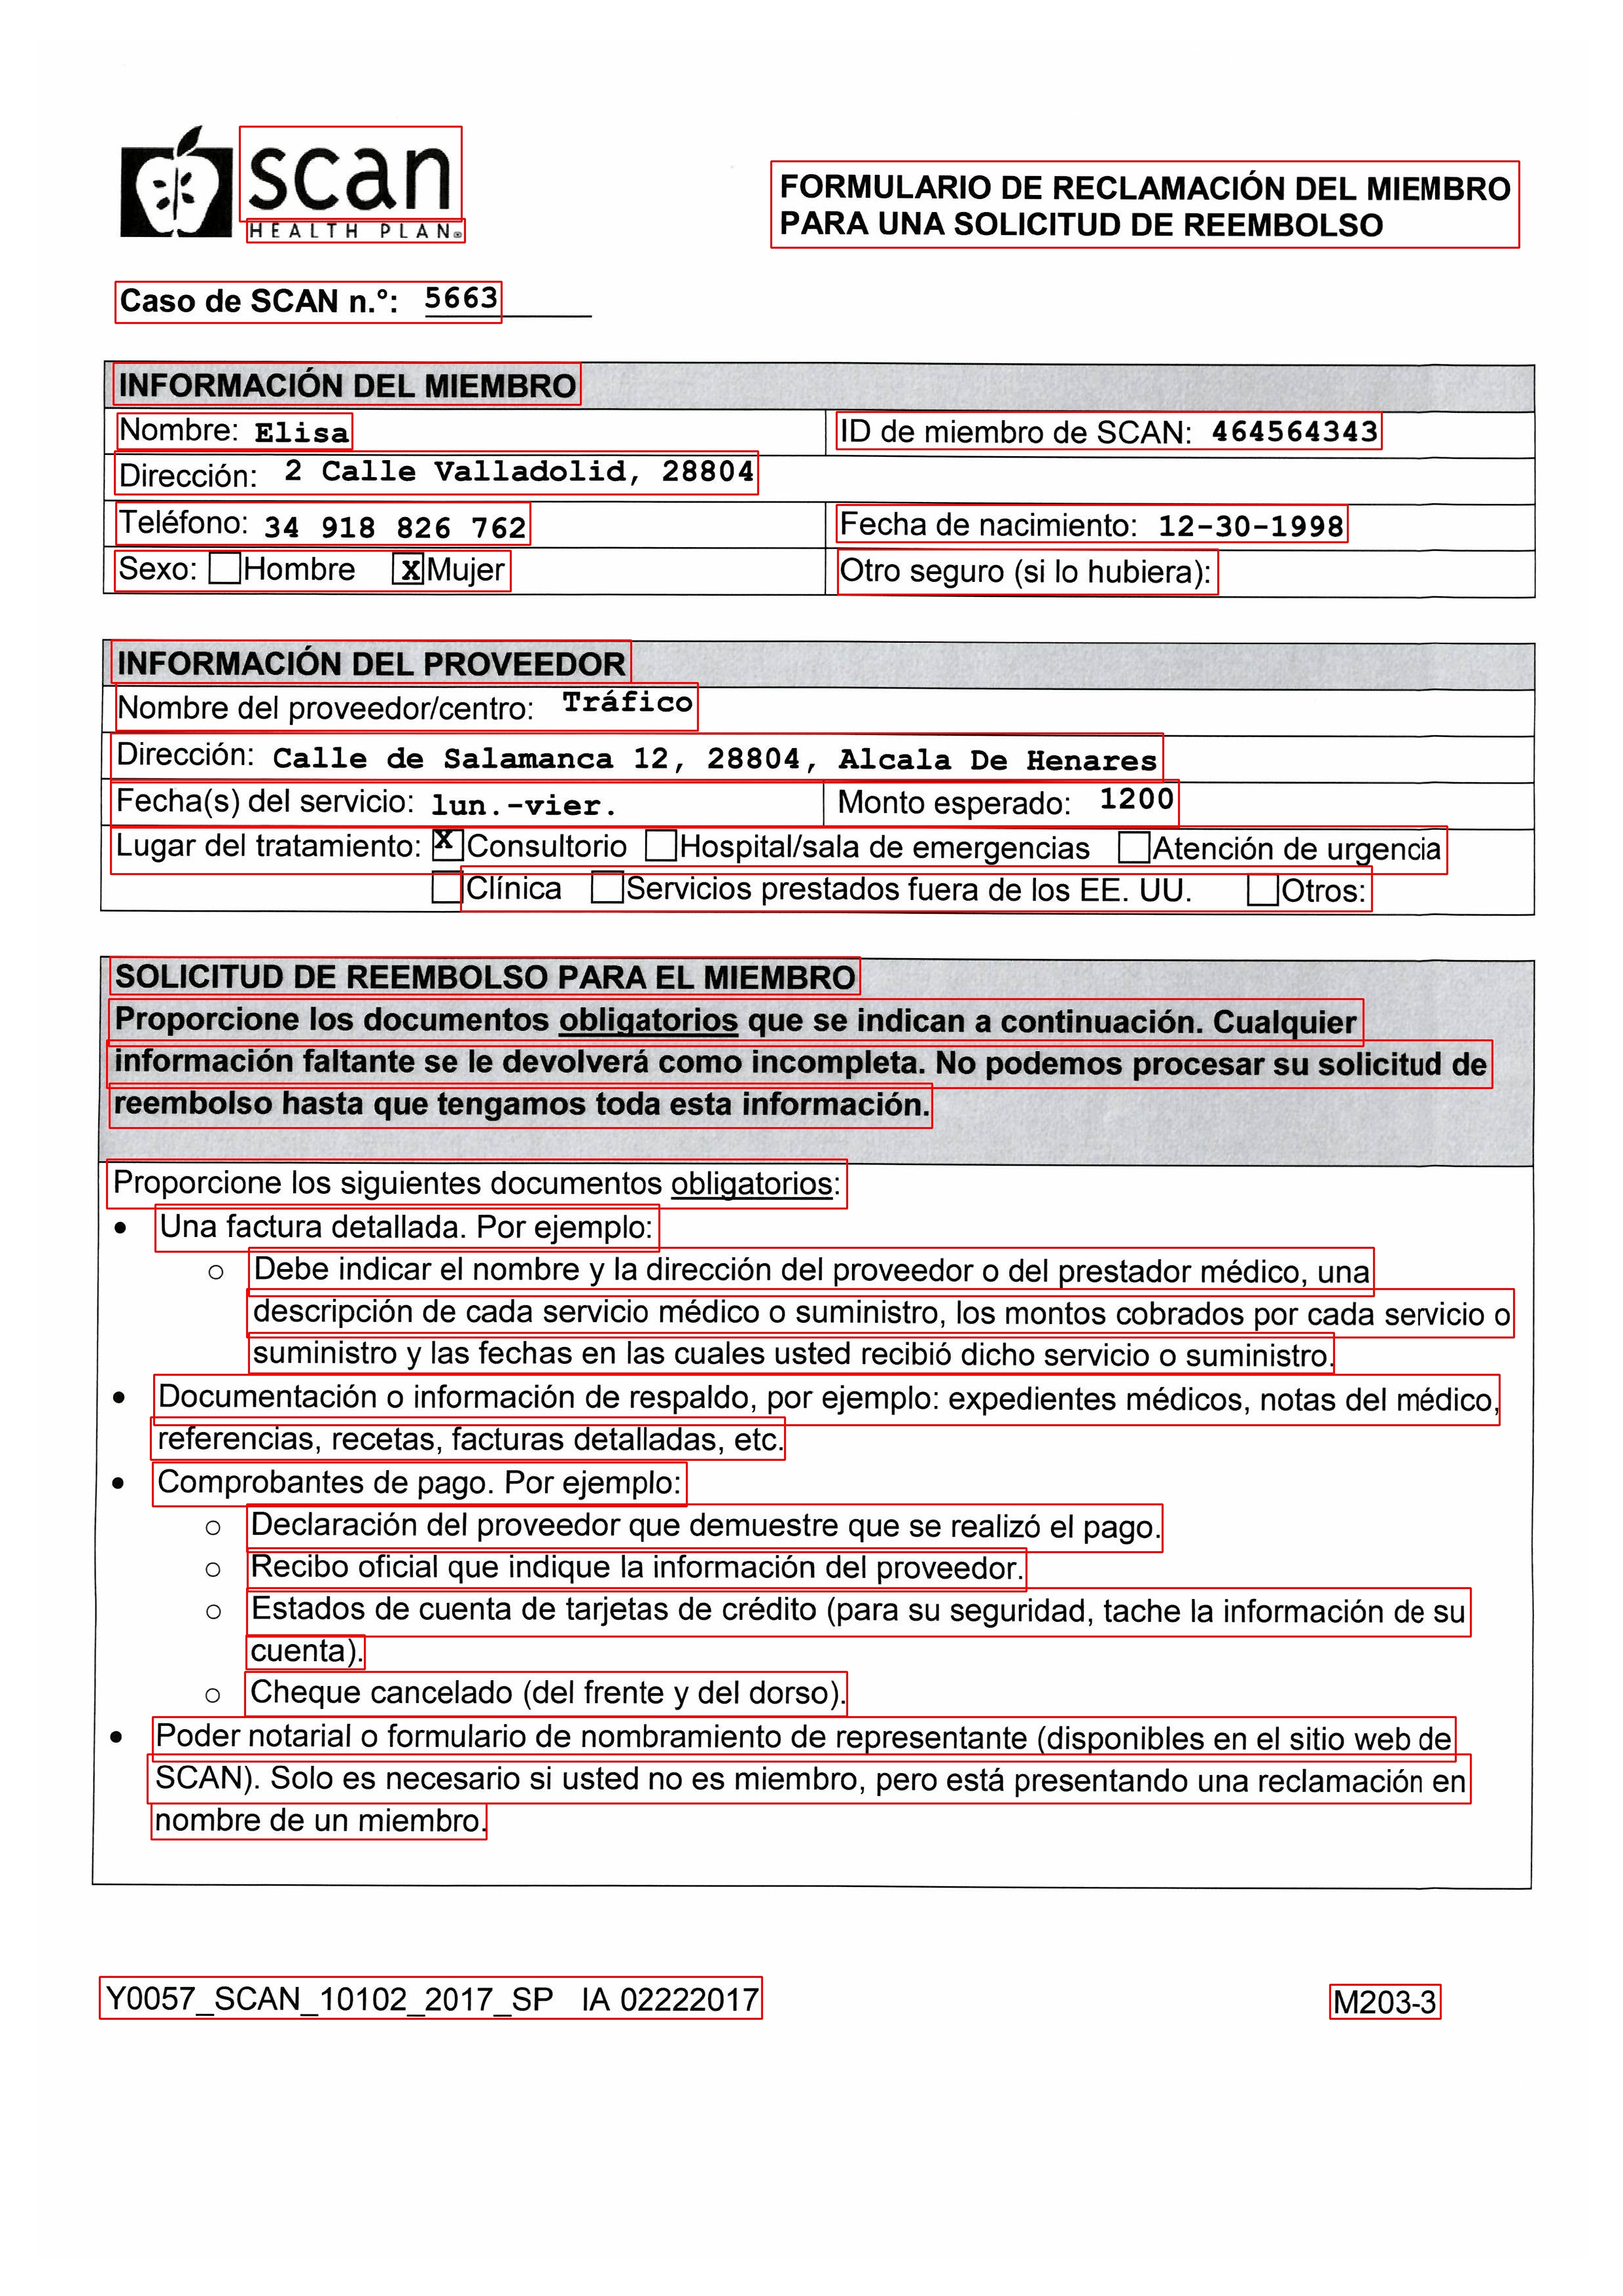 scan
HEALTH PLAN®
FORMULARIO DE RECLAMACIÓN DEL MIEMBRO
PARA UNA SOLICITUD DE REEMBOLSO
Caso de SCAN n.°: 5663
INFORMACIÓN DEL MIEMBRO
Nombre: Elisa ID de miembro de SCAN: 464564343
Dirección: 2 Calle Valladolid, 28804
Teléfono: 34 918 826 762 Fecha de nacimiento: 12-30-1998
Sexo: ☐Hombre ☒Mujer Otro seguro (si lo hubiera):
INFORMACIÓN DEL PROVEEDOR
Nombre del proveedor/centro: Tráfico
Dirección: Calle de Salamanca 12, 28804, Alcala De Henares
Fecha(s) del servicio: lun.-vier. Monto esperado: 1200
Lugar del tratamiento: ☒Consultorio ☐Hospital/sala de emergencias ☐Atención de urgencia
☐Clínica ☐Servicios prestados fuera de los EE. UU. ☐Otros:
SOLICITUD DE REEMBOLSO PARA EL MIEMBRO
Proporcione los documentos obligatorios que se indican a continuación. Cualquier
información faltante se le devolverá como incompleta. No podemos procesar su solicitud de
reembolso hasta que tengamos toda esta información.
Proporcione los siguientes documentos obligatorios:
• Una factura detallada. Por ejemplo:
○ Debe indicar el nombre y la dirección del proveedor o del prestador médico, una
descripción de cada servicio médico o suministro, los montos cobrados por cada servicio o
suministro y las fechas en las cuales usted recibió dicho servicio o suministro.
• Documentación o información de respaldo, por ejemplo: expedientes médicos, notas del médico,
referencias, recetas, facturas detalladas, etc.
• Comprobantes de pago. Por ejemplo:
○ Declaración del proveedor que demuestre que se realizó el pago.
○ Recibo oficial que indique la información del proveedor.
○ Estados de cuenta de tarjetas de crédito (para su seguridad, tache la información de su
cuenta).
○ Cheque cancelado (del frente y del dorso).
• Poder notarial o formulario de nombramiento de representante (disponibles en el sitio web de
SCAN). Solo es necesario si usted no es miembro, pero está presentando una reclamación en
nombre de un miembro.
Y0057_SCAN_10102_2017_SP IA 02222017 M203-3